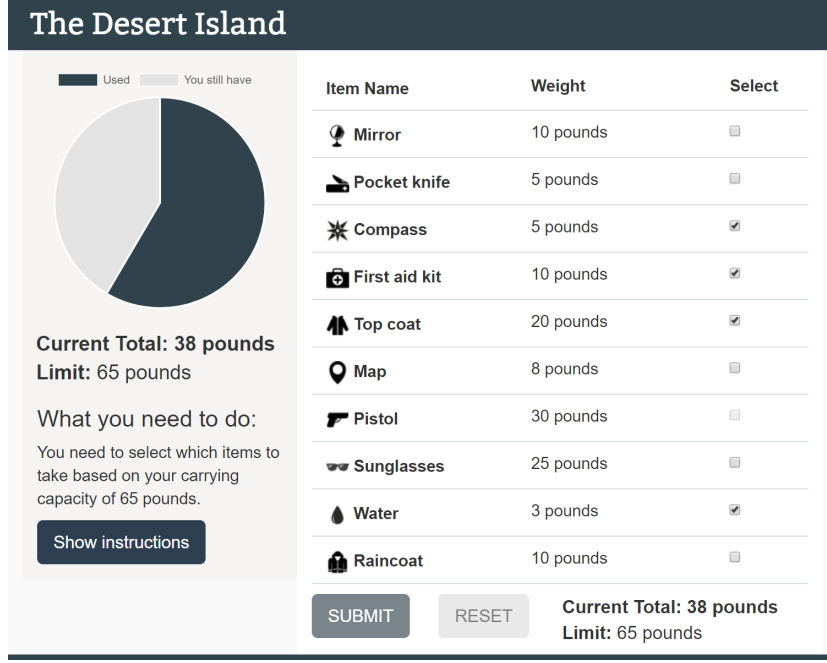 The Desert Island
Used You still have
Current Total: 38 pounds
Limit: 65 pounds
What you need to do:
You need to select which items to
take based on your carrying
capacity of 65 pounds.
Show instructions
Item Name Weight Select
Mirror 10 pounds
Pocket knife 5 pounds
Compass 5 pounds
First aid kit 10 pounds
Top coat 20 pounds
Map 8 pounds
Pistol 30 pounds
Sunglasses 25 pounds
Water 3 pounds
Raincoat 10 pounds
SUBMIT RESET Current Total: 38 pounds
Limit: 65 pounds